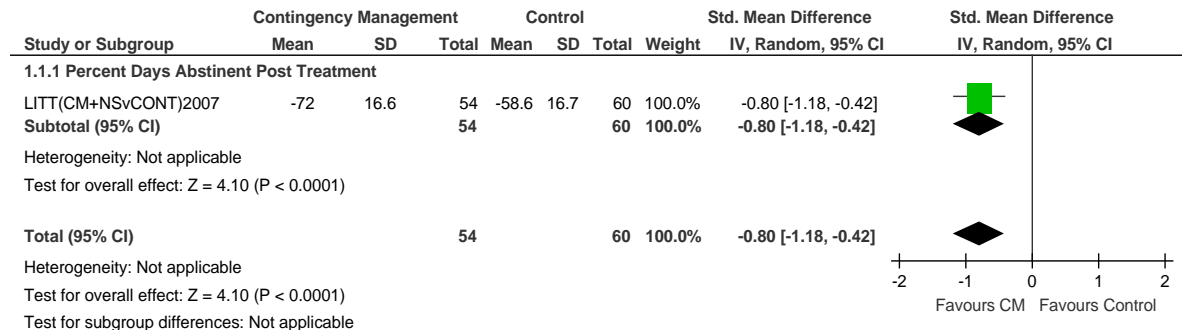 Contingency Management Control Std. Mean Difference Std. Mean Difference
Study or Subgroup Mean SD Total Mean SD Total Weight IV, Random, 95% CI IV, Random, 95% CI
1.1.1 Percent Days Abstinent Post Treatment
LITT(CM+NSvCONT)2007 -72 16.6 54 -58.6 16.7 60 100.0% -0.80 [-1.18, -0.42]
Subtotal (95% CI) 54 60 100.0% -0.80 [-1.18, -0.42]
Heterogeneity: Not applicable
Test for overall effect: Z = 4.10 (P < 0.0001)
Total (95% CI) 54 60 100.0% -0.80 [-1.18, -0.42]
Heterogeneity: Not applicable
Test for overall effect: Z = 4.10 (P < 0.0001)
Test for subgroup differences: Not applicable
-2 -1 0 1 2
Favours CM Favours Control